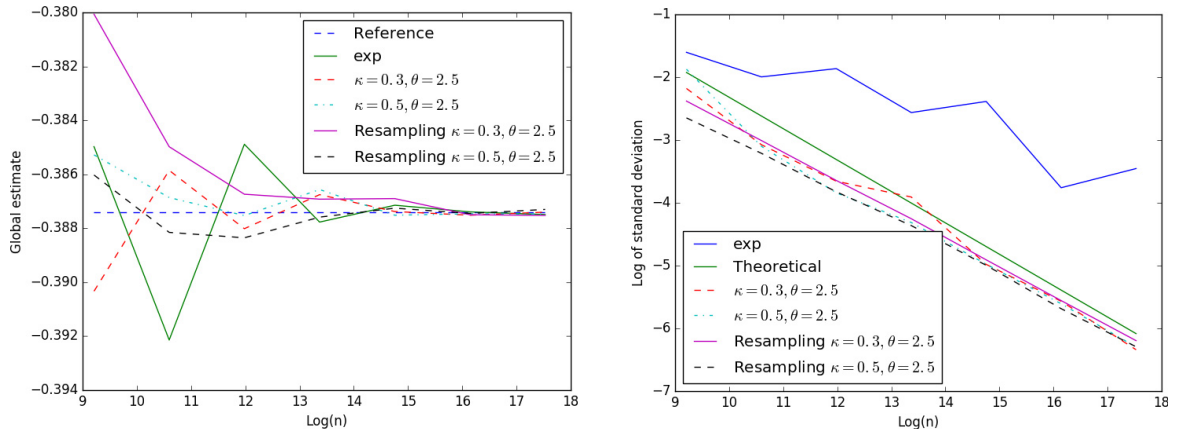 −0.380
−0.382
−0.384
−0.386
−0.388
−0.390
−0.392
−0.394
Global estimate
9 10 11 12 13 14 15 16 17 18
Log(n)
Reference
exp
κ = 0.3, θ = 2.5
κ = 0.5, θ = 2.5
Resampling κ = 0.3, θ = 2.5
Resampling κ = 0.5, θ = 2.5
−1
−2
−3
−4
−5
−6
−7
Log of standard deviation
9 10 11 12 13 14 15 16 17 18
Log(n)
exp
Theoretical
κ = 0.3, θ = 2.5
κ = 0.5, θ = 2.5
Resampling κ = 0.3, θ = 2.5
Resampling κ = 0.5, θ = 2.5